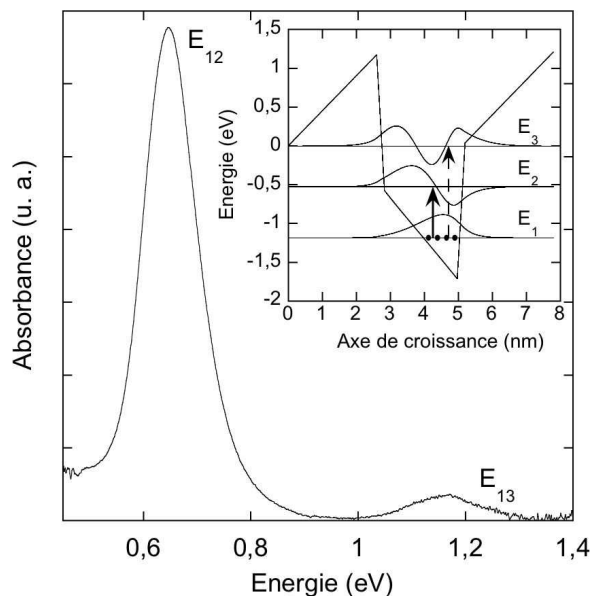 E12
1,5
1
0,5
0
-0,5
-1
-1,5
-2
Energie (eV)
E3
E2
E1
0 1 2 3 4 5 6 7 8
Axe de croissance (nm)
Absorbance (u. a.)
E13
0,6 0,8 1 1,2 1,4
Energie (eV)